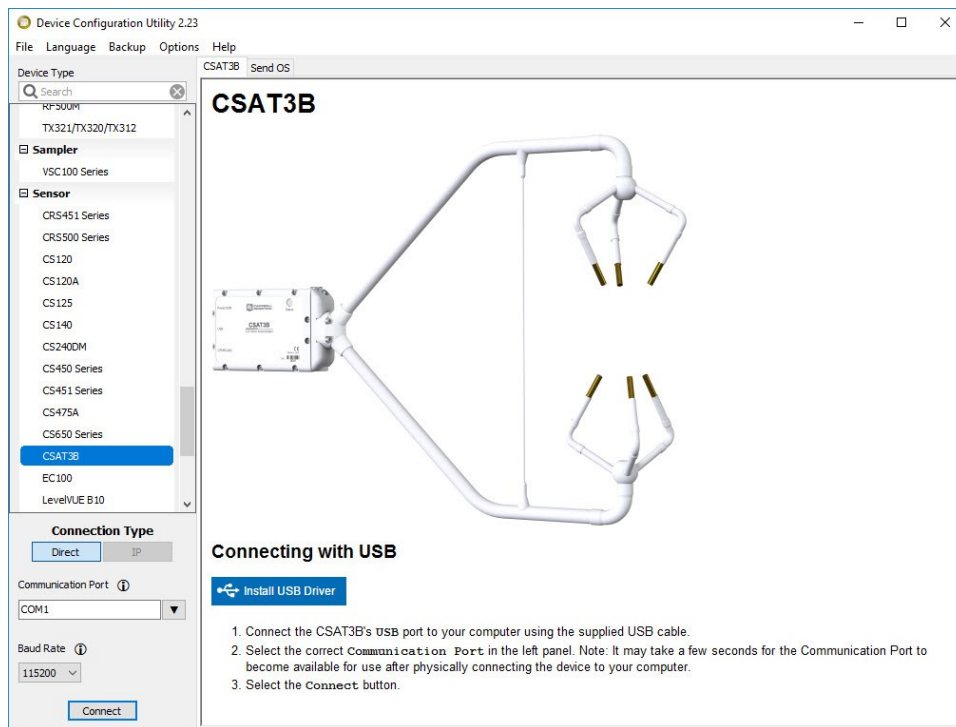 Device Configuration Utility 2.23
File Language Backup Options Help
Device Type
Search
RF500M
TX321/TX320/TX312
Sampler
VSC100 Series
Sensor
CRS451 Series
CRS500 Series
CS120
CS120A
CS125
CS140
CS240DM
CS450 Series
CS451 Series
CS475A
CS650 Series
CSAT3B
EC100
LevelVUE B10
Connection Type
Direct IP
Communication Port
COM1
Baud Rate
115200
Connect
CSAT3B Send OS
CSAT3B
CSAT3B
Connecting with USB
Install USB Driver
1. Connect the CSAT3B's USB port to your computer using the supplied USB cable.
2. Select the correct Communication Port in the left panel. Note: It may take a few seconds for the Communication Port to
become available for use after physically connecting the device to your computer.
3. Select the Connect button.